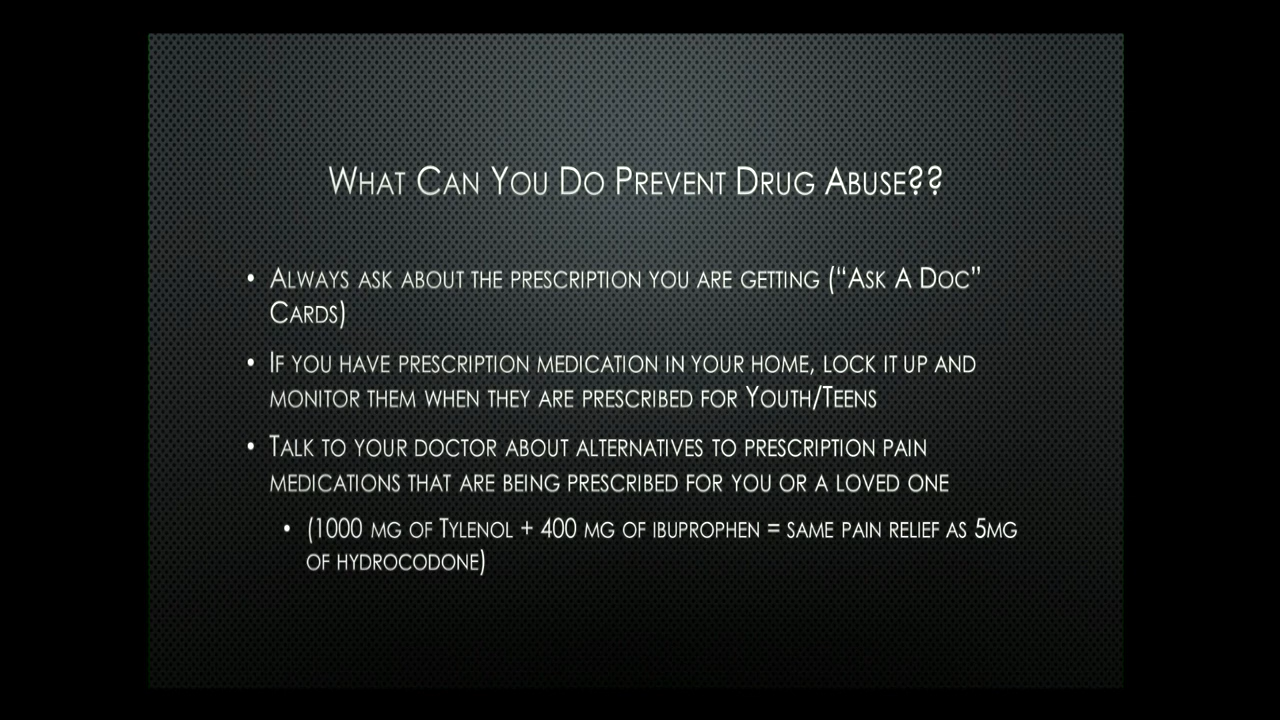 What Can You Do Prevent Drug Abuse??
• Always ask about the prescription you are getting (“Ask A Doc”
Cards)
• If you have prescription medication in your home, lock it up and
monitor them when they are prescribed for Youth/Teens
• Talk to your doctor about alternatives to prescription pain
medications that are being prescribed for you or a loved one
• (1000 mg of Tylenol + 400 mg of ibuprophen = same pain relief as 5mg
of hydrocodone)